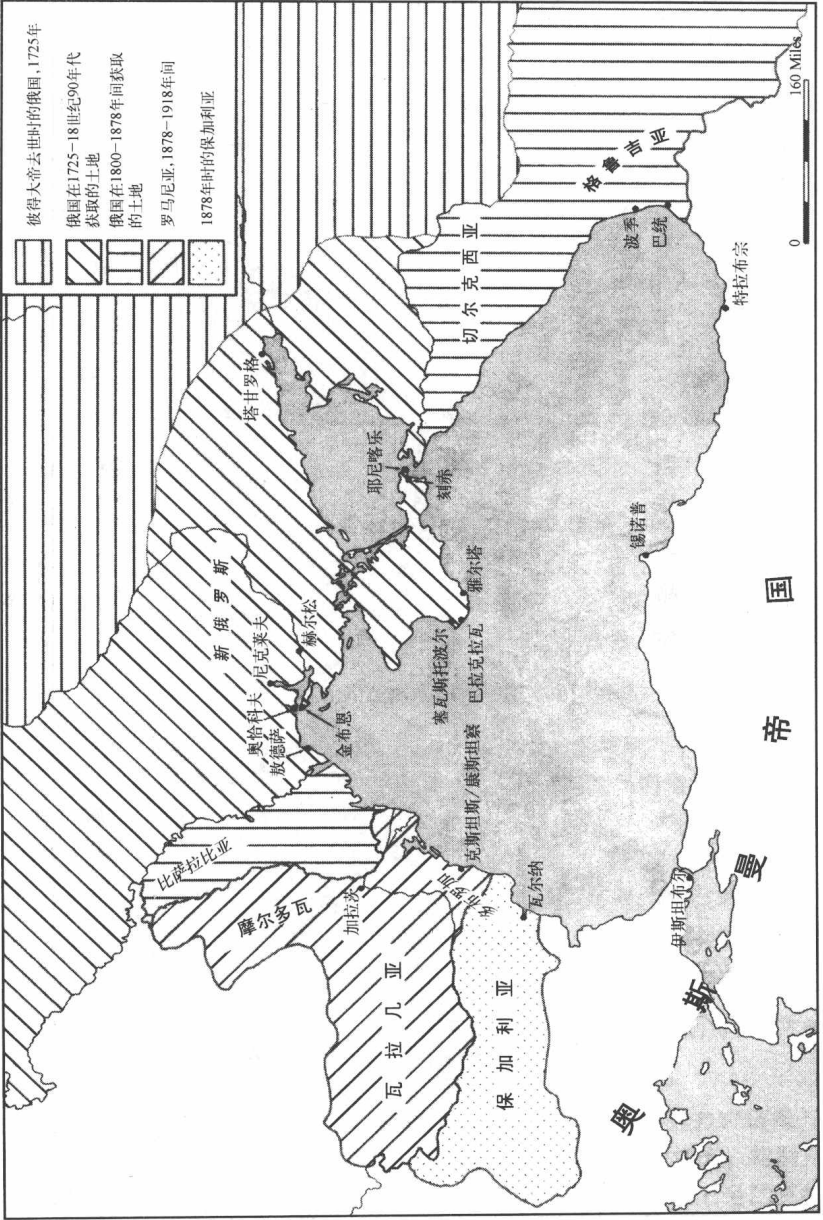 彼得大帝去世时的俄国，1725年
俄国在1725-18世纪90年代
获取的土地
俄国在1800-1878年间获取
的土地
罗马尼亚，1878-1918年间
1878年时的保加利亚
新俄罗斯
尼克莱夫
赫尔松
奥恰科夫
敖德萨
金布恩
塔甘罗格
比萨拉比亚
摩尔多瓦
加拉茨
瓦拉几亚
多布罗加
保加利亚
克斯坦斯/康斯坦察
瓦尔纳
塞瓦斯托波尔
巴拉克拉瓦
雅尔塔
耶尼喀乐
刻赤
切尔克西亚
格鲁吉亚
波季
巴统
特拉布宗
锡诺普
伊斯坦布尔
奥斯曼帝国
0 160 Miles